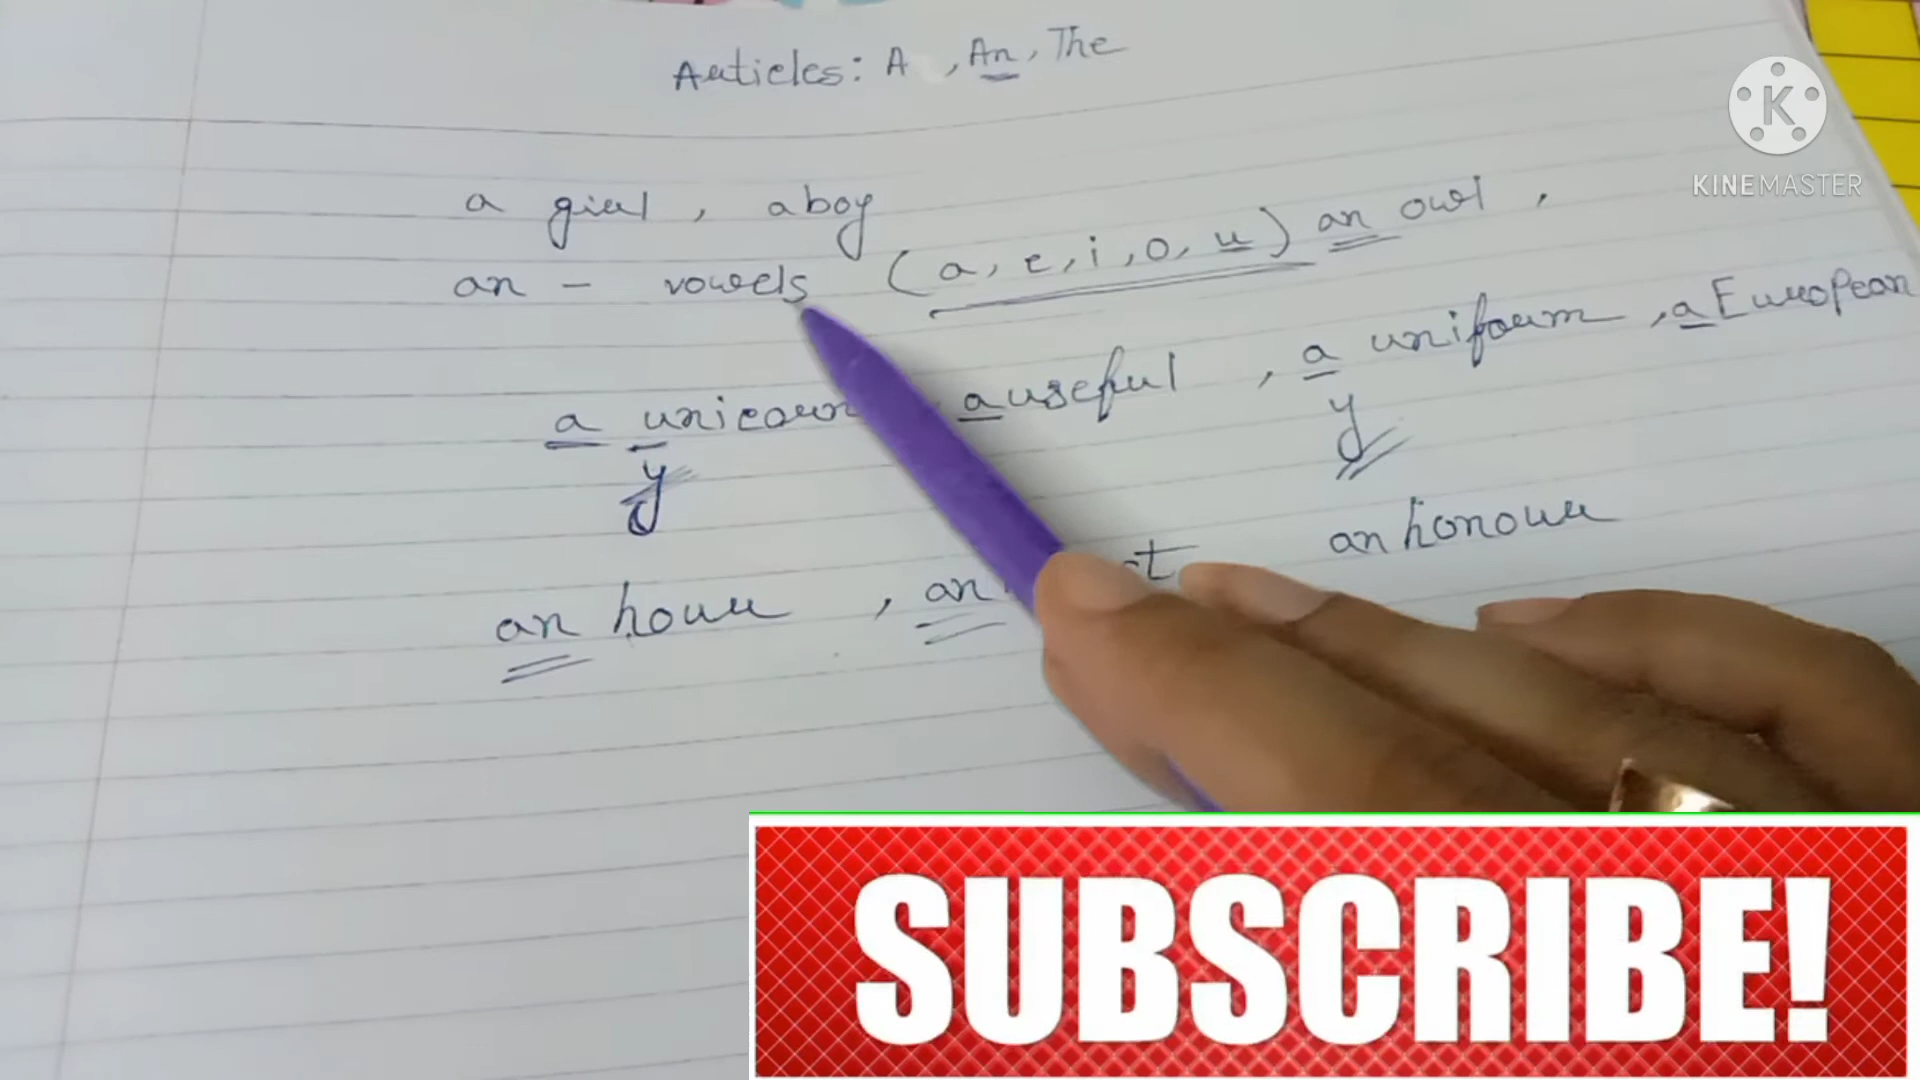 Articles: A, An, The
KINEMASTER
a girl, a boy
an - vowels (a, e, i, o, u) an owl,
a unicorn a useful, a uniform, a European
y y
an hour, an an honour
SUBSCRIBE!